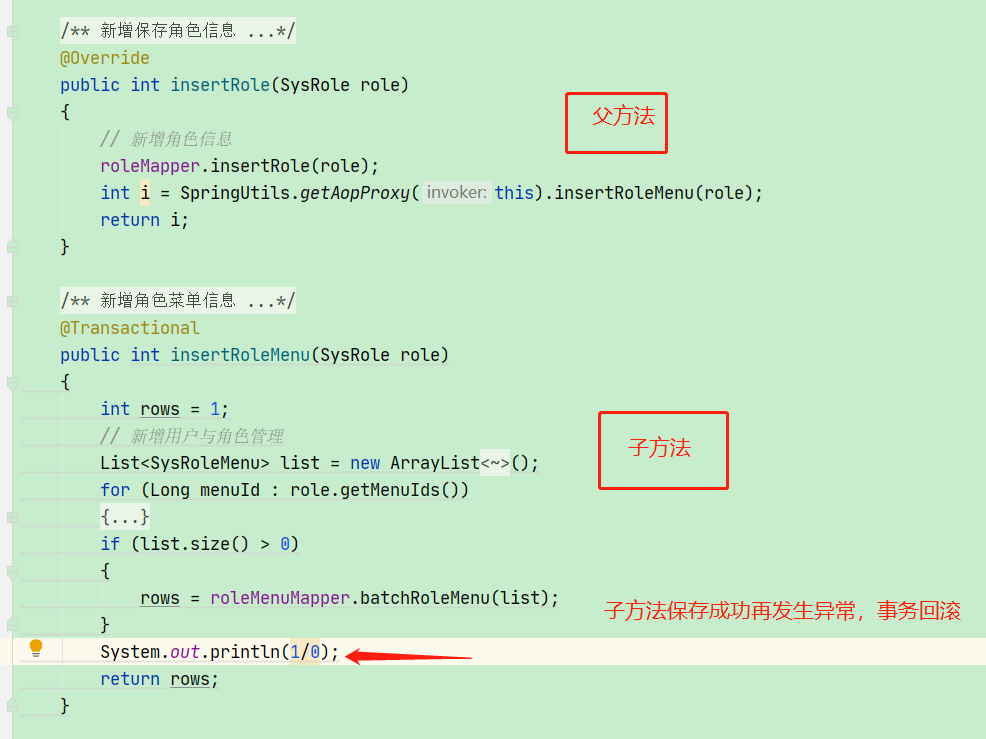 /** 新增保存角色信息 ...*/
@Override
public int insertRole(SysRole role)
{
父方法
// 新增角色信息
roleMapper.insertRole(role);
int i = SpringUtils.getAopProxy( invoker: this).insertRoleMenu(role);
return i;
}
/** 新增角色菜单信息 ...*/
@Transactional
public int insertRoleMenu(SysRole role)
{
int rows = 1;
// 新增用户与角色管理
子方法
List<SysRoleMenu> list = new ArrayList<~>();
for (Long menuId : role.getMenuIds())
{...}
if (list.size() > 0)
{
rows = roleMenuMapper.batchRoleMenu(list);
子方法保存成功再发生异常，事务回滚
}
System.out.println(1/0);
return rows;
}